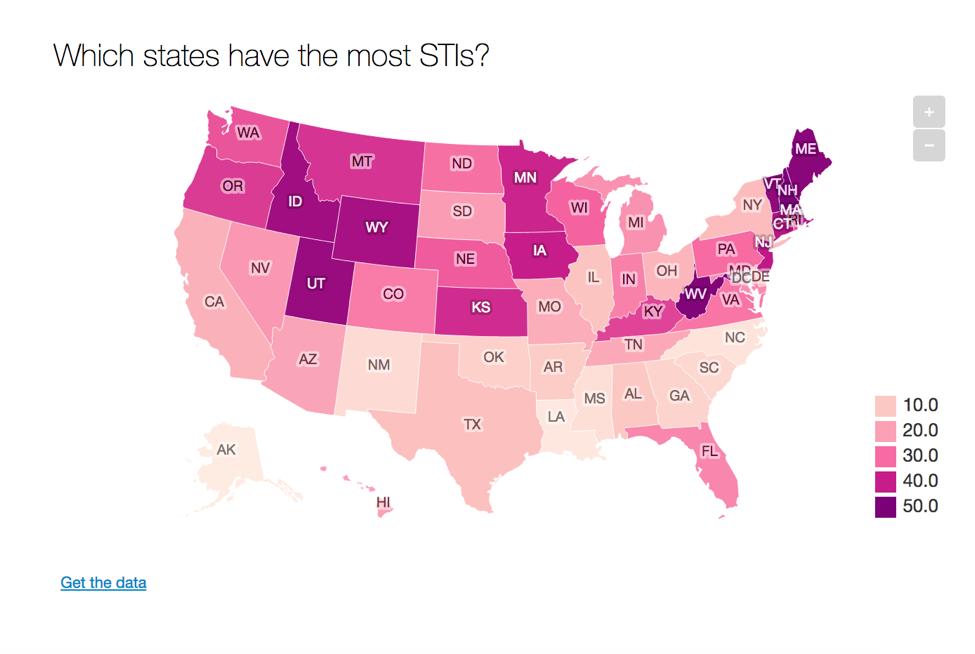 Which states have the most STIs?
+
−
WA
MT
ND
MN
ME
VT
NH
OR
ID
SD
WI
MI
NY
MA
CT
RI
WY
NE
IA
PA
NJ
NV
UT
CO
IL
IN
OH
MD
DC
DE
CA
KS
MO
KY
WV
VA
AZ
NM
OK
AR
TN
NC
SC
TX
LA
MS
AL
GA
AK
HI
FL
10.0
20.0
30.0
40.0
50.0
Get the data